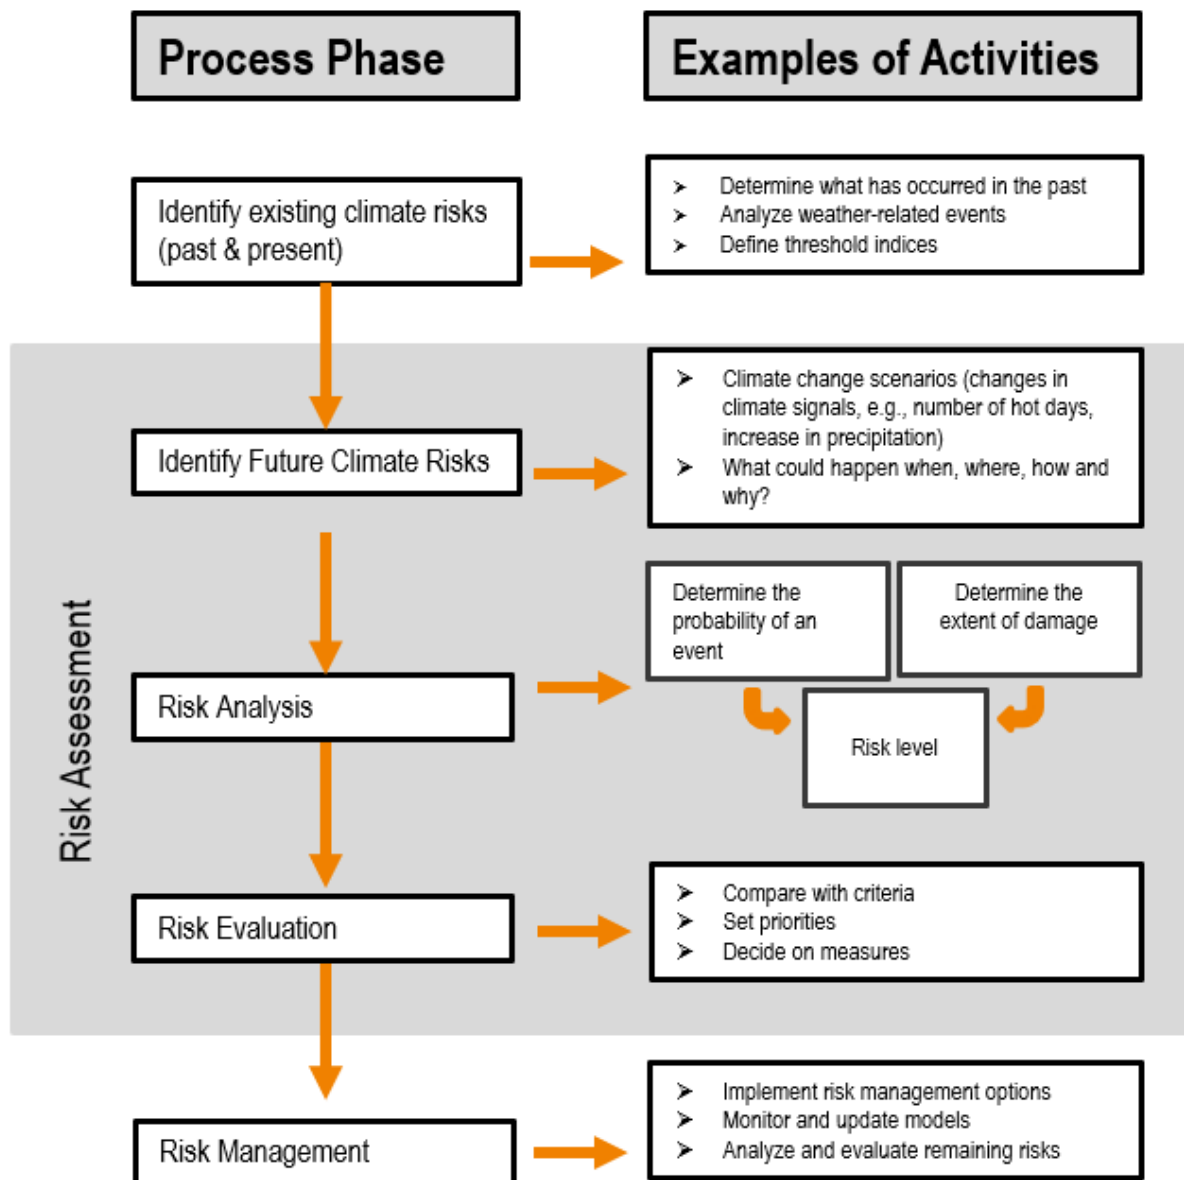 Process Phase
Examples of Activities
Identify existing climate risks
(past & present)
➢ Determine what has occurred in the past
➢ Analyze weather-related events
➢ Define threshold indices
Risk Assessment
Identify Future Climate Risks
➢ Climate change scenarios (changes in
climate signals, e.g., number of hot days,
increase in precipitation)
➢ What could happen when, where, how and
why?
Risk Analysis
Determine the
probability of an
event
Determine the
extent of damage
Risk level
Risk Evaluation
➢ Compare with criteria
➢ Set priorities
➢ Decide on measures
Risk Management
➢ Implement risk management options
➢ Monitor and update models
➢ Analyze and evaluate remaining risks